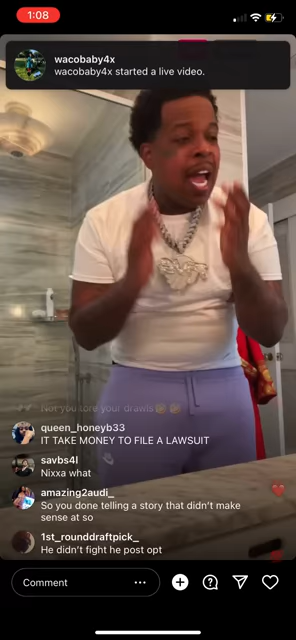 1:08
wacobaby4x
wacobaby4x started a live video.
Not you tore your drawls
queen_honeyb33
IT TAKE MONEY TO FILE A LAWSUIT
savbs4l
Nixxa what
amazing2audi_
So you done telling a story that didn't make
sense at so
1st_rounddraftpick_
He didn't fight he post opt
Comment